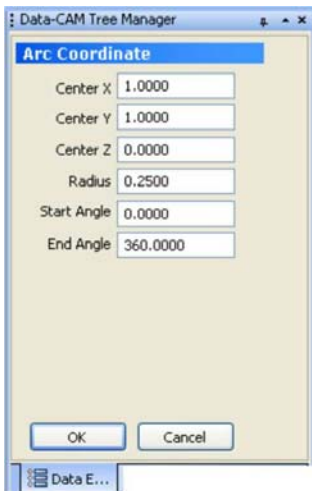 Data-CAM Tree Manager
Arc Coordinate
Center X 1.0000
Center Y 1.0000
Center Z 0.0000
Radius 0.2500
Start Angle 0.0000
End Angle 360.0000
OK Cancel
Data E...